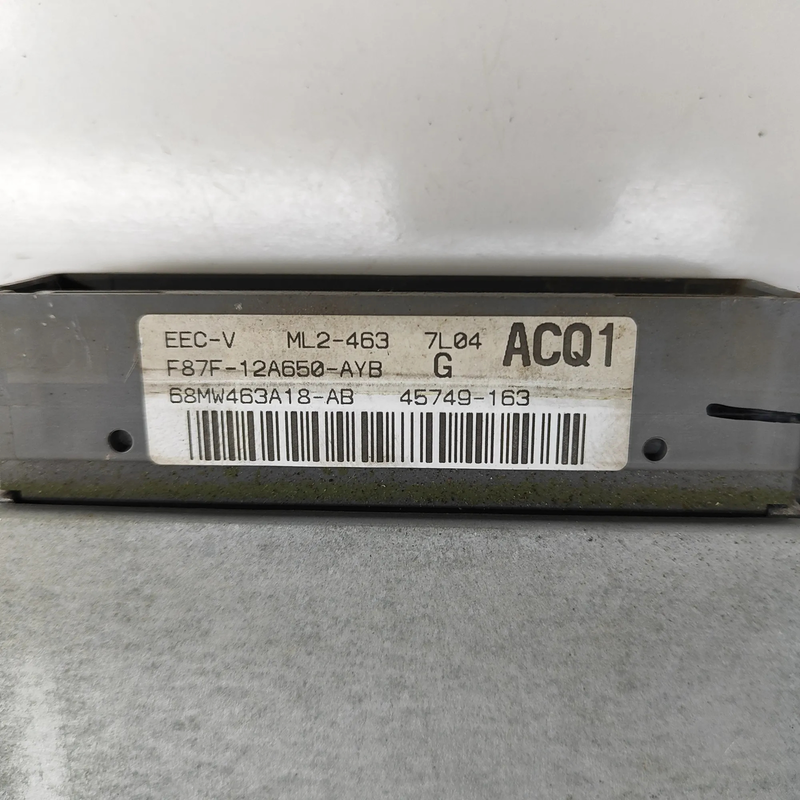 EEC-V ML2-463 7L04 ACQ1
F87F-12A650-AYB G
68MW463A18-AB 45749-163